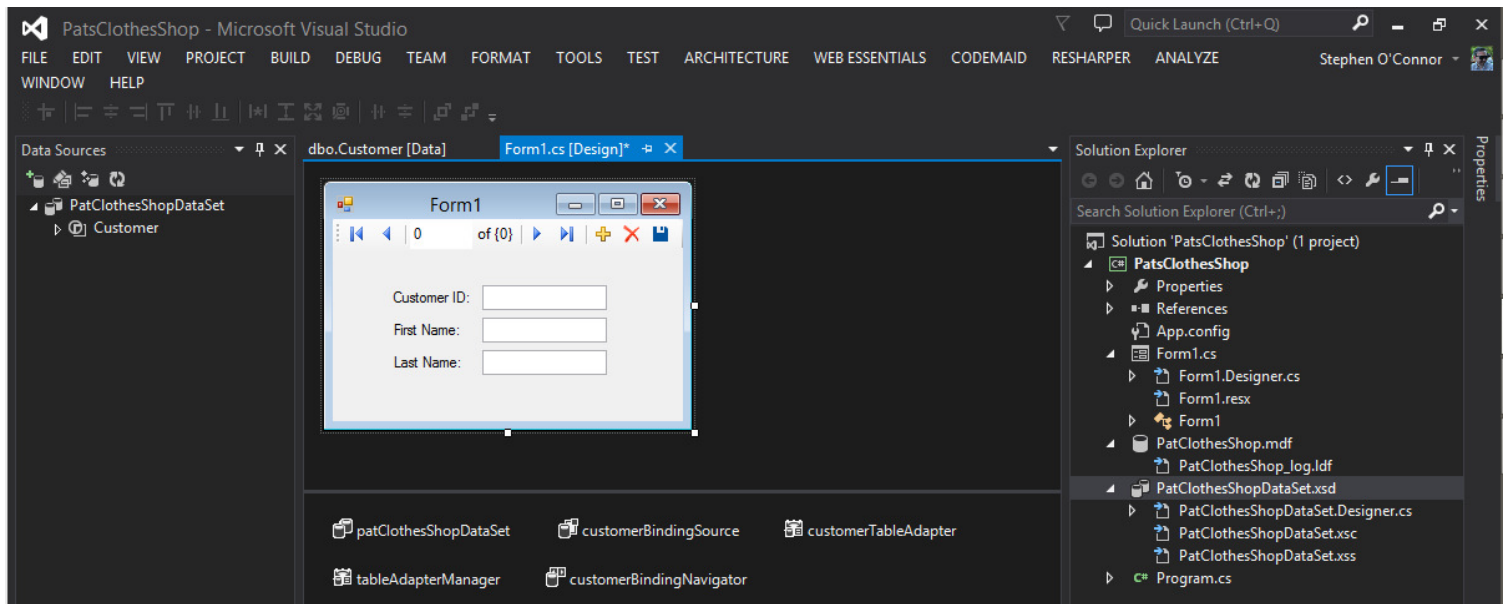 PatsClothesShop - Microsoft Visual Studio
Quick Launch (Ctrl+Q)
FILE EDIT VIEW PROJECT BUILD DEBUG TEAM FORMAT TOOLS TEST ARCHITECTURE WEB ESSENTIALS CODEMAID RESHARPER ANALYZE
Stephen O'Connor
WINDOW HELP
Data Sources
PatClothesShopDataSet
Customer
dbo.Customer [Data]
Form1.cs [Design]*
Form1
0 of {0}
Customer ID:
First Name:
Last Name:
patClothesShopDataSet
customerBindingSource
customerTableAdapter
tableAdapterManager
customerBindingNavigator
Solution Explorer
Search Solution Explorer (Ctrl+;)
Solution 'PatsClothesShop' (1 project)
C# PatsClothesShop
Properties
References
App.config
Form1.cs
Form1.Designer.cs
Form1.resx
Form1
PatClothesShop.mdf
PatClothesShop_log.ldf
PatClothesShopDataSet.xsd
PatClothesShopDataSet.Designer.cs
PatClothesShopDataSet.xsc
PatClothesShopDataSet.xss
C# Program.cs
Properties